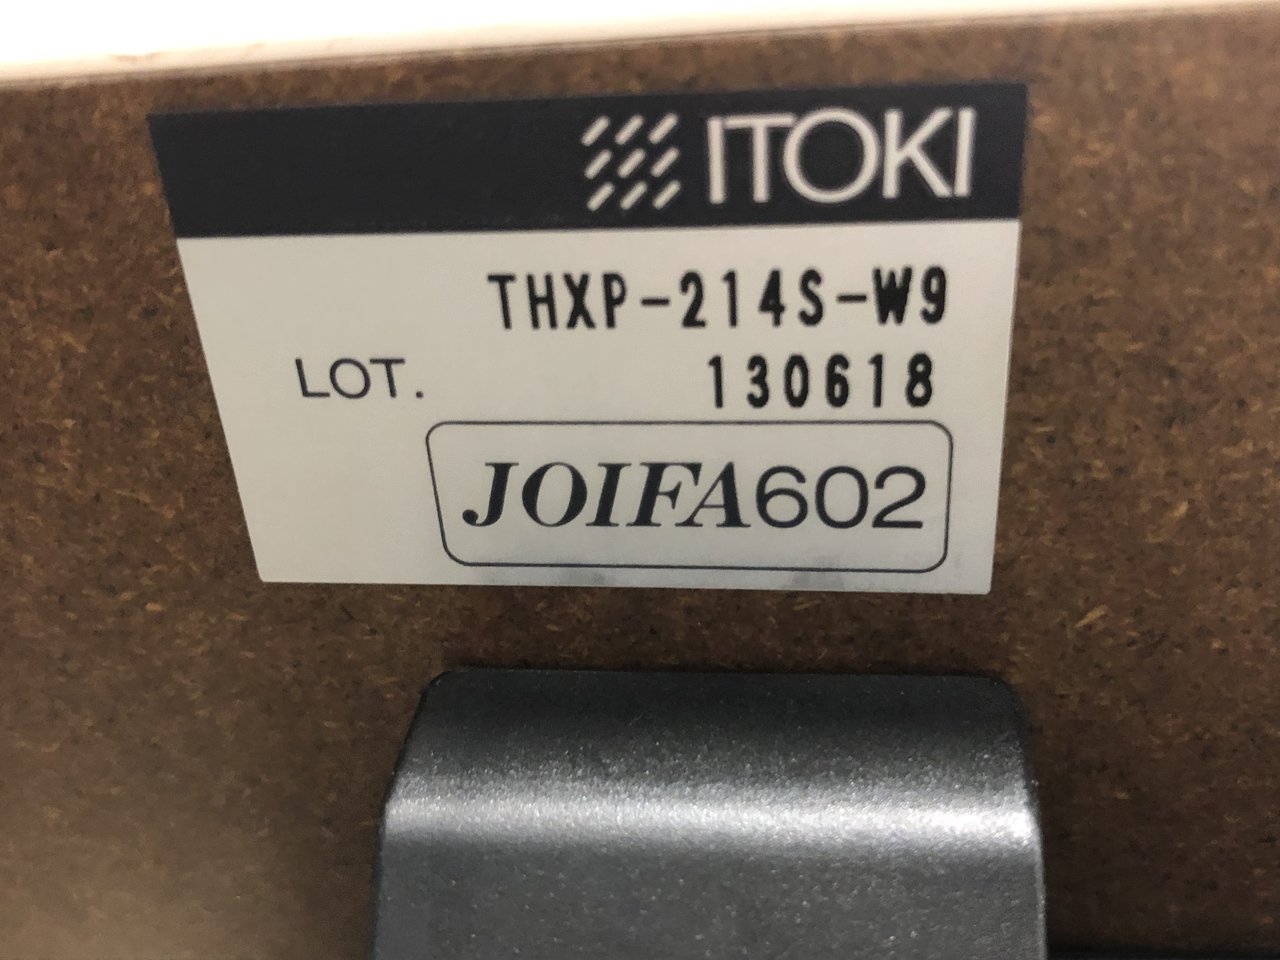 ITOKI
THXP-214S-W9
LOT. 130618
JOIFA602